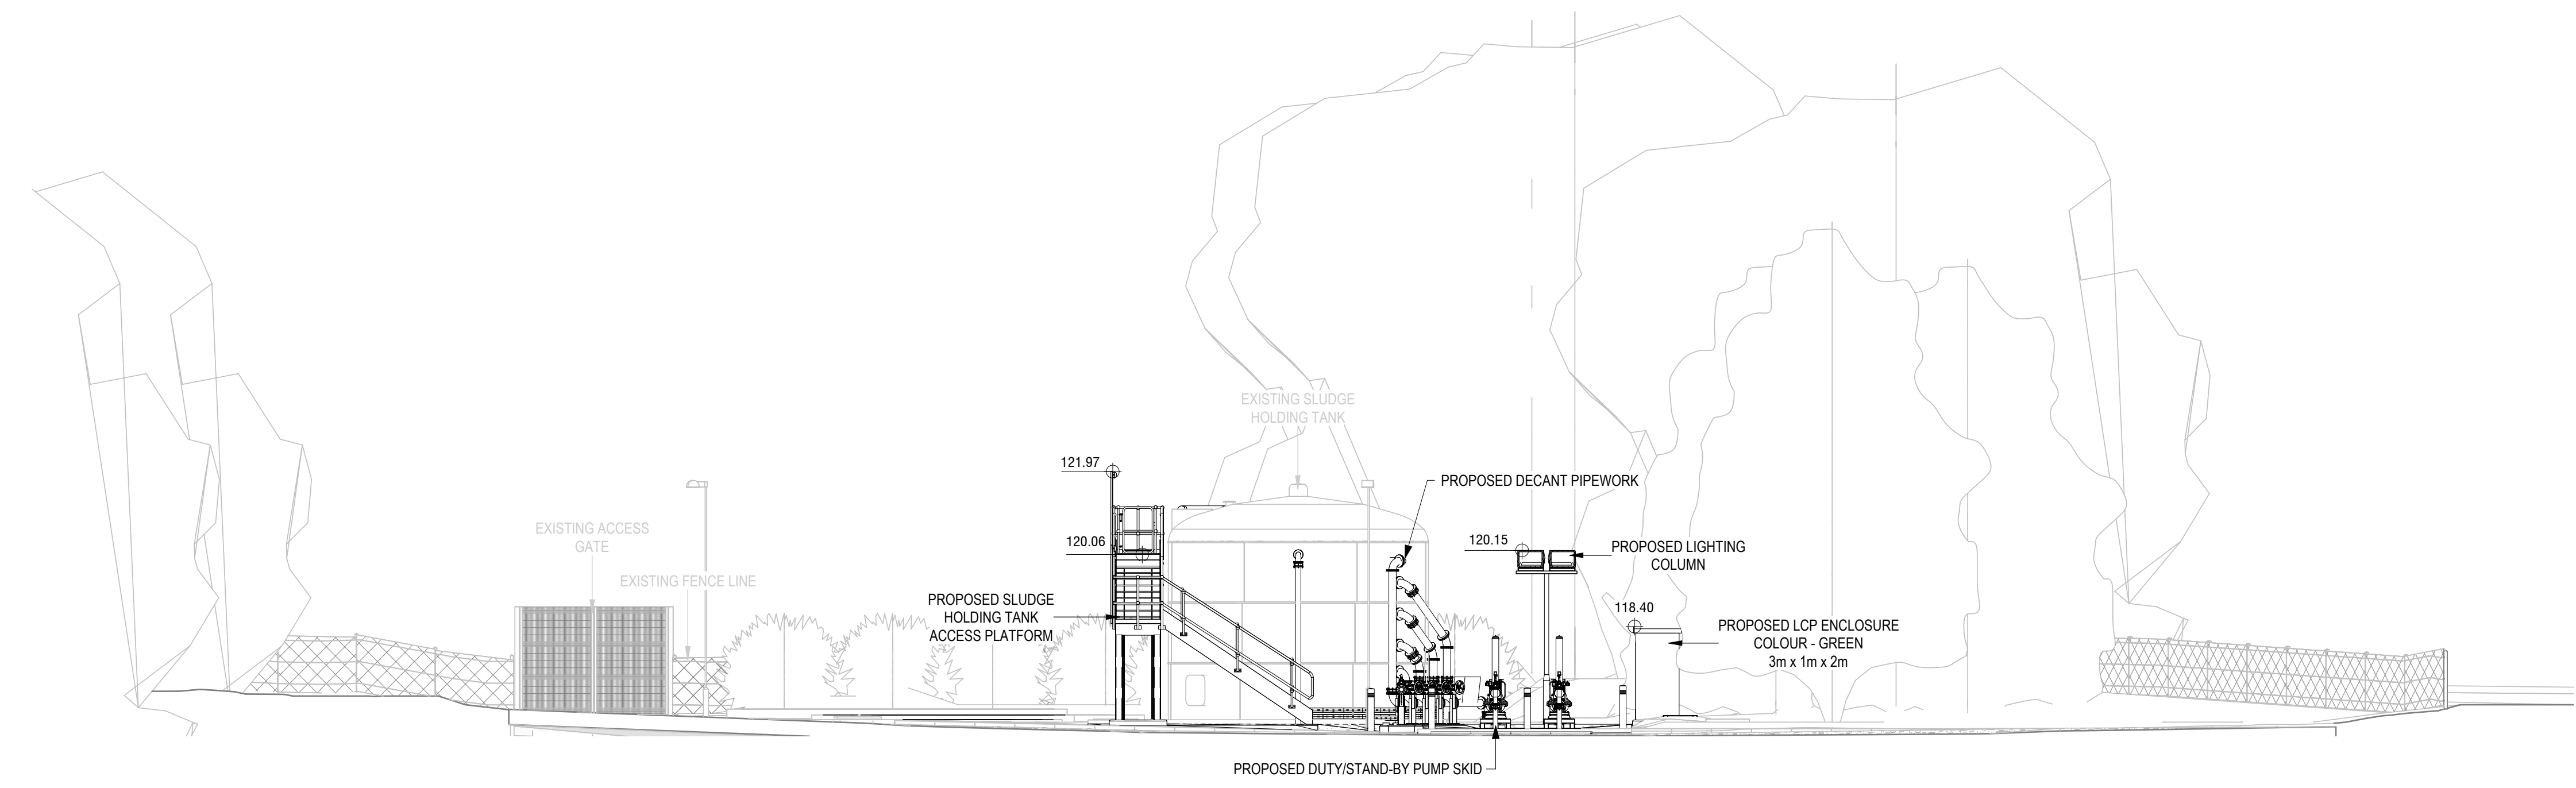 EXISTING SLUDGE
HOLDING TANK
121.97
PROPOSED DECANT PIPEWORK
EXISTING ACCESS
GATE
120.06
120.15
PROPOSED LIGHTING
COLUMN
EXISTING FENCE LINE
PROPOSED SLUDGE
HOLDING TANK
ACCESS PLATFORM
118.40
PROPOSED LCP ENCLOSURE
COLOUR - GREEN
3m x 1m x 2m
PROPOSED DUTY/STAND-BY PUMP SKID